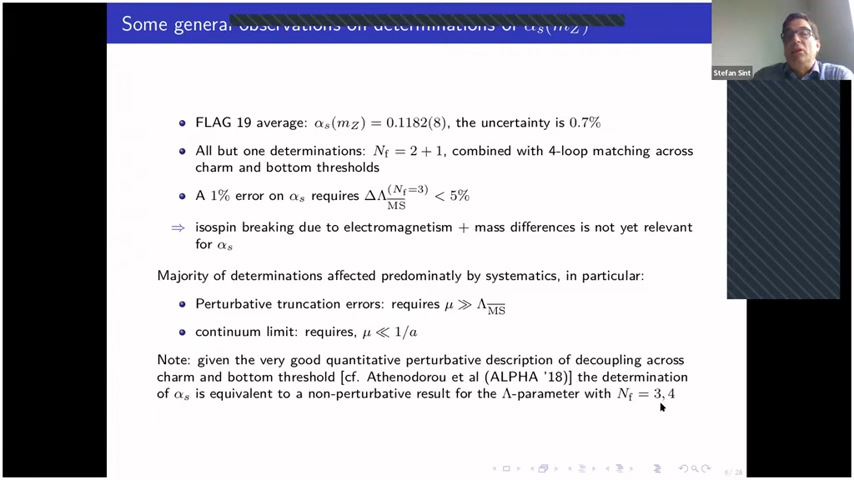 Some general observations on determinations of αs(mZ)
Stefan Sint
FLAG 19 average: αs(mZ) = 0.1182(8), the uncertainty is 0.7%
All but one determinations: Nf = 2 + 1, combined with 4-loop matching across
charm and bottom thresholds
A 1% error on αs requires ΔΛ_MS^(Nf=3) < 5%
⇒ isospin breaking due to electromagnetism + mass differences is not yet relevant
for αs
Majority of determinations affected predominatly by systematics, in particular:
Perturbative truncation errors: requires μ ≫ Λ_MS
continuum limit: requires, μ ≪ 1/a
Note: given the very good quantitative perturbative description of decoupling across
charm and bottom threshold [cf. Athenodorou et al (ALPHA '18)] the determination
of αs is equivalent to a non-perturbative result for the Λ-parameter with Nf = 3, 4